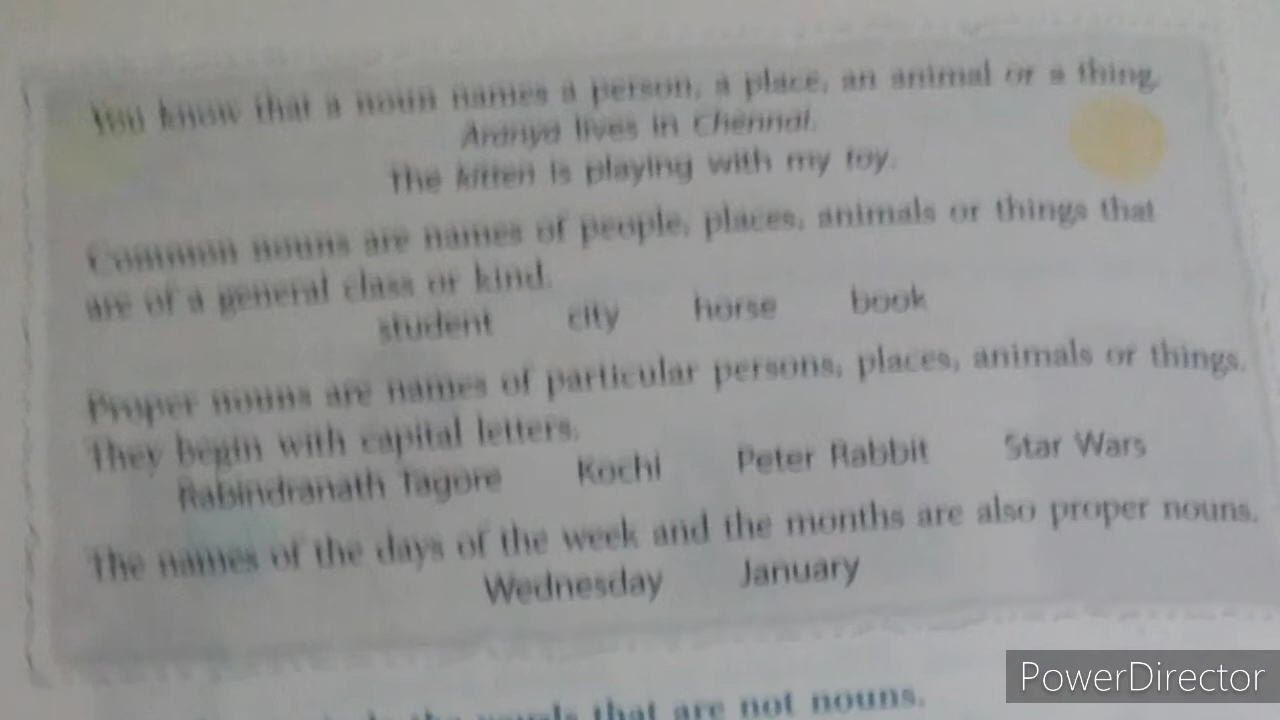 You know that a noun names a person, a place, an animal or a thing.
Aranya lives in Chennai.
The kitten is playing with my toy.
Common nouns are names of people, places, animals or things that
are of a general class or kind.
student city horse book
Proper nouns are names of particular persons, places, animals or things.
They begin with capital letters.
Rabindranath Tagore Kochi Peter Rabbit Star Wars
The names of the days of the week and the months are also proper nouns.
Wednesday January
the words that are not nouns.
PowerDirector